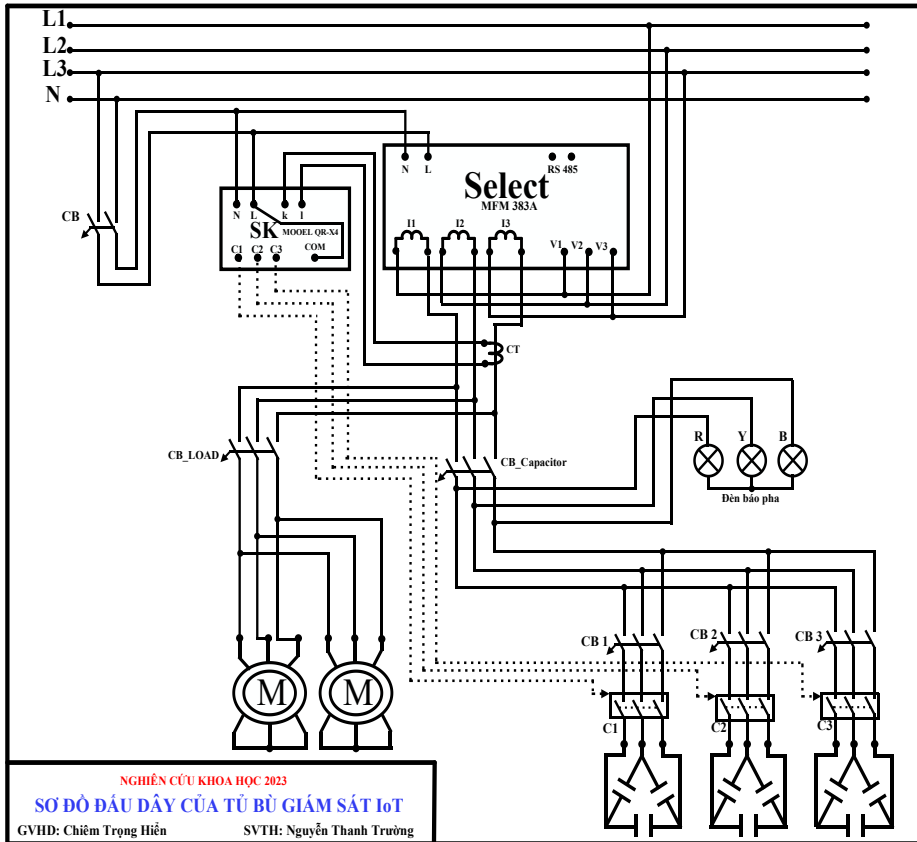 L1
L2
L3
N
N L RS 485
Select
MFM 383A
CB
N L k l
SK MOOEL QR-X4
C1 C2 C3 COM
I1 I2 I3
V1 V2 V3
CT
CB_LOAD
CB_Capacitor
R Y B
Đèn báo pha
CB 1 CB 2 CB 3
M M
C1 C2 C3
NGHIÊN CỨU KHOA HỌC 2023
SƠ ĐỒ ĐẤU DÂY CỦA TỦ BÙ GIÁM SÁT IoT
GVHD: Chiêm Trọng Hiển SVTH: Nguyễn Thanh Trường